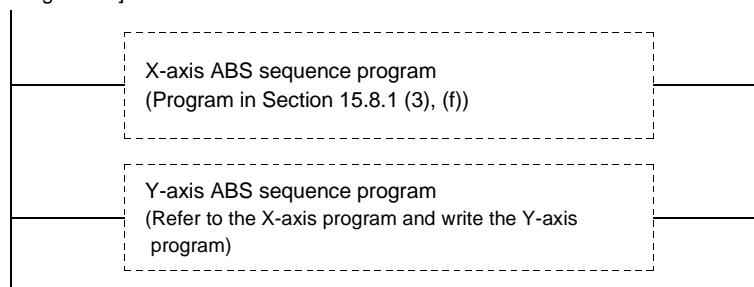 X-axis ABS sequence program
(Program in Section 15.8.1 (3), (f))
Y-axis ABS sequence program
(Refer to the X-axis program and write the Y-axis
program)